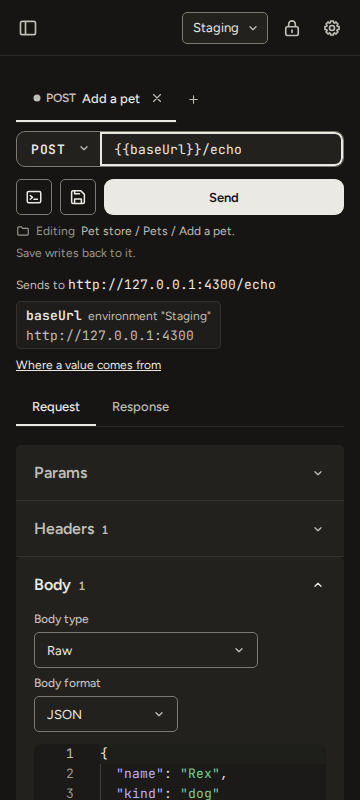 Staging
POST Add a pet
POST {{baseUrl}}/echo
Send
Editing Pet store / Pets / Add a pet.
Save writes back to it.
Sends to http://127.0.0.1:4300/echo
baseUrl environment "Staging"
http://127.0.0.1:4300
Where a value comes from
Request Response
Params
Headers 1
Body 1
Body type
Raw
Body format
JSON
1 {
2 "name": "Rex",
3 "kind": "dog"